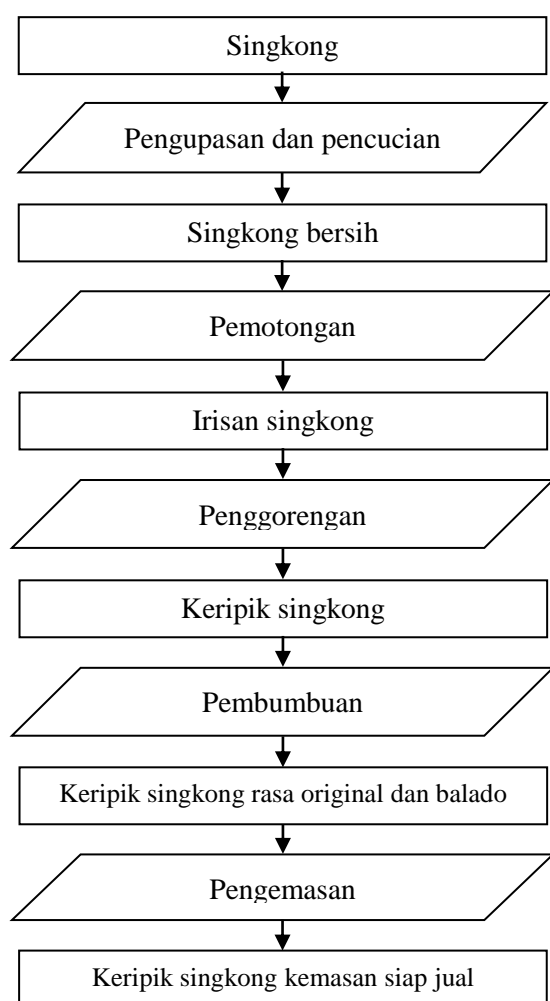 Singkong
Pengupasan dan pencucian
Singkong bersih
Pemotongan
Irisan singkong
Penggorengan
Keripik singkong
Pembumbuan
Keripik singkong rasa original dan balado
Pengemasan
Keripik singkong kemasan siap jual